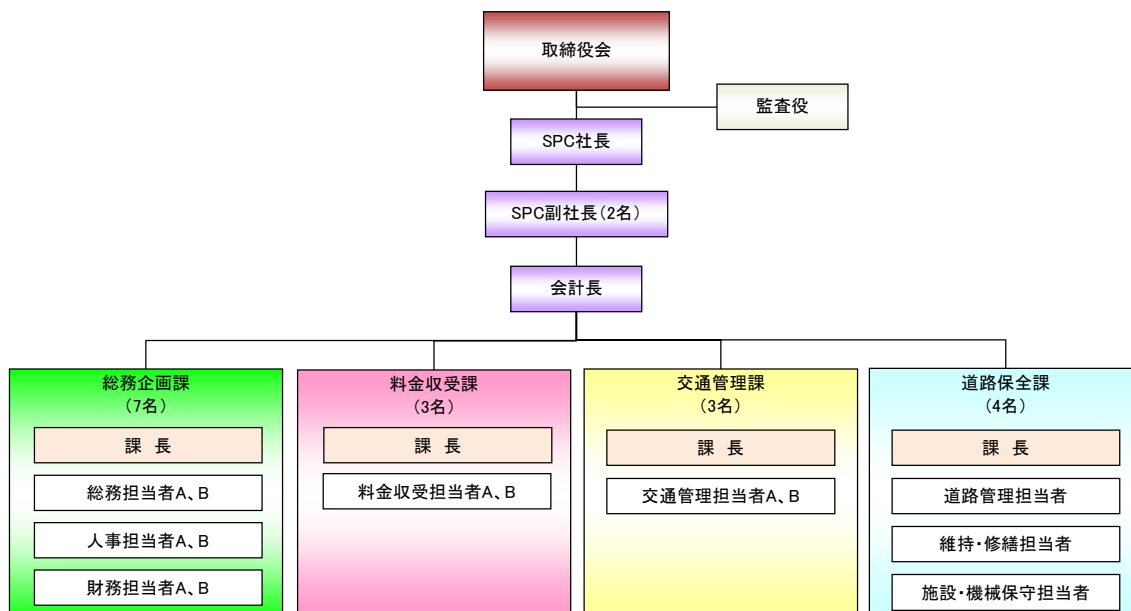 取締役会
監査役
SPC社長
SPC副社長(2名)
会計長
総務企画課
(7名)
課 長
総務担当者A、B
人事担当者A、B
財務担当者A、B
料金収受課
(3名)
課 長
料金収受担当者A、B
交通管理課
(3名)
課 長
交通管理担当者A、B
道路保全課
(4名)
課 長
道路管理担当者
維持・修繕担当者
施設・機械保守担当者